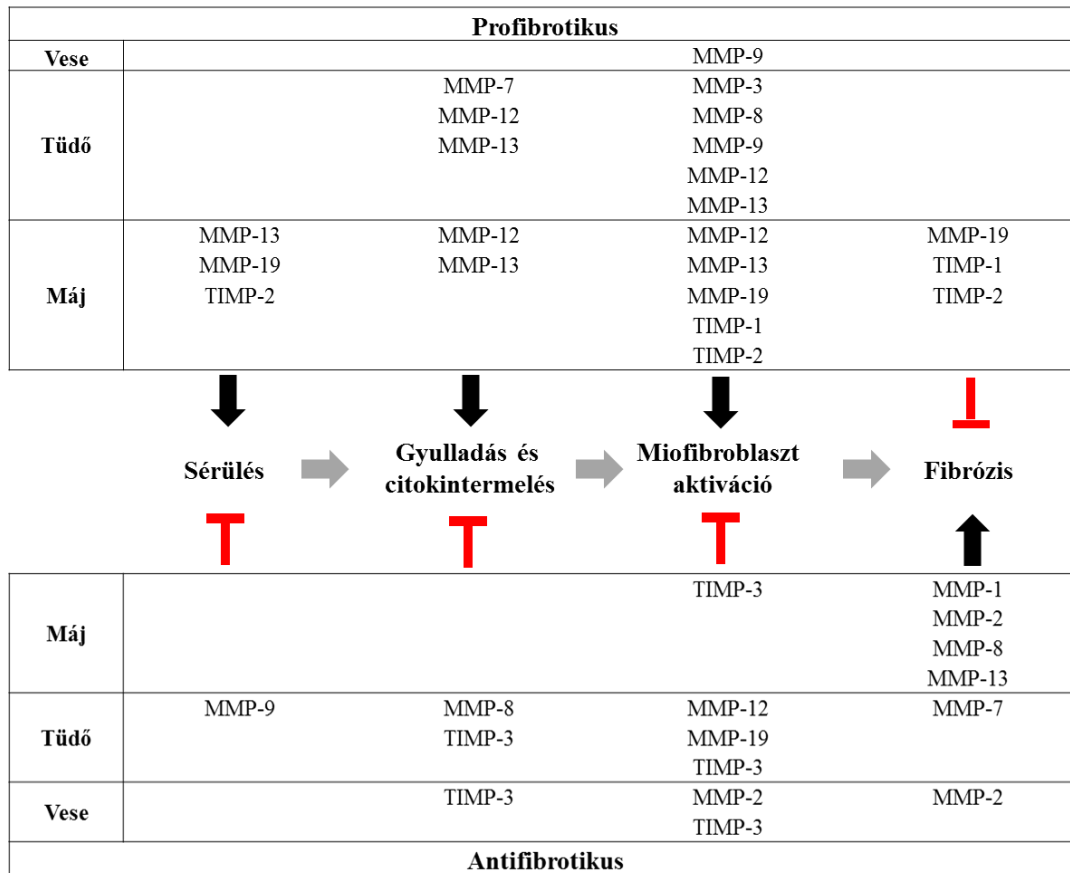 Profibrotikus
Vese MMP-9
MMP-7 MMP-3
MMP-12 MMP-8
Tüdő MMP-13 MMP-9
MMP-12
MMP-13
MMP-13 MMP-12 MMP-12 MMP-19
MMP-19 MMP-13 MMP-13 TIMP-1
Máj TIMP-2 MMP-19 TIMP-2
TIMP-1
TIMP-2
Sérülés Gyulladás és citokintermelés Miofibroblaszt aktiváció Fibrózis
TIMP-3 MMP-1
MMP-2
Máj MMP-8
MMP-13
MMP-9 MMP-8 MMP-12 MMP-7
Tüdő TIMP-3 MMP-19
TIMP-3
TIMP-3 MMP-2 MMP-2
Vese TIMP-3
Antifibrotikus